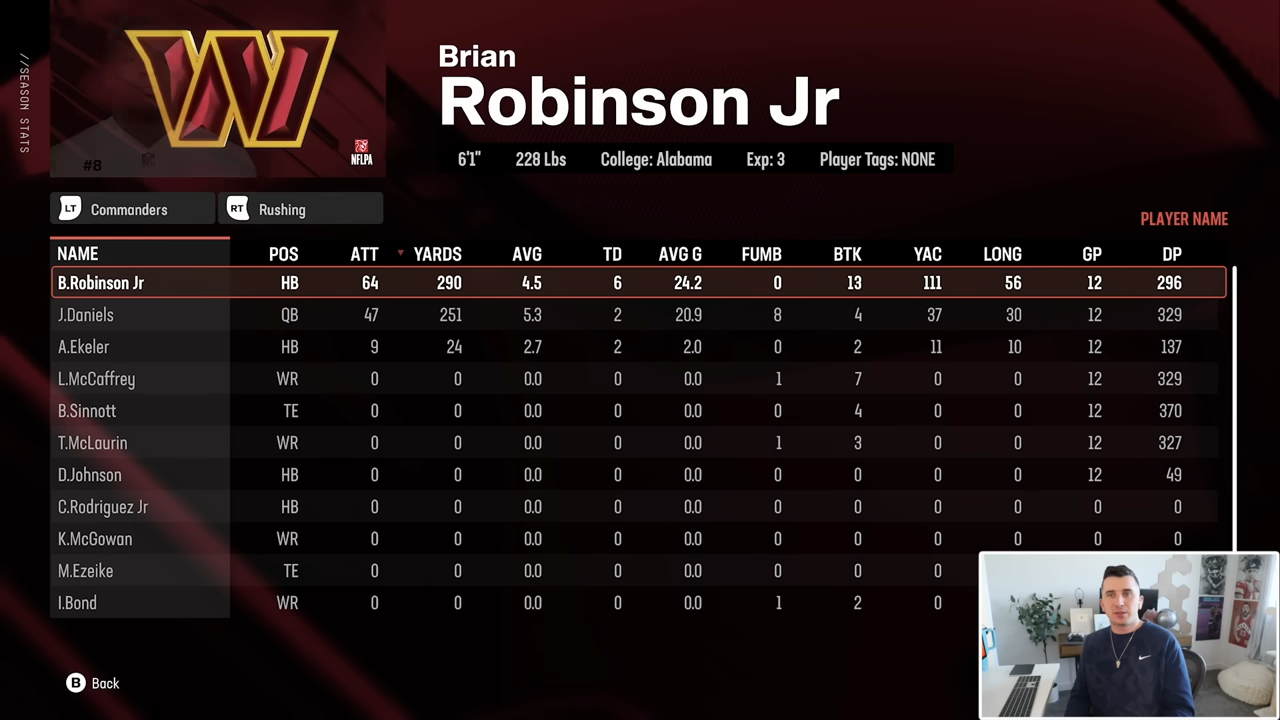 //SEASON STATS
#8
NFLPA
Brian
Robinson Jr
6'1" 228 Lbs College: Alabama Exp: 3 Player Tags: NONE
LT Commanders RT Rushing
PLAYER NAME
NAME POS ATT YARDS AVG TD AVG G FUMB BTK YAC LONG GP DP
B.Robinson Jr HB 64 290 4.5 6 24.2 0 13 111 56 12 296
J.Daniels QB 47 251 5.3 2 20.9 8 4 37 30 12 329
A.Ekeler HB 9 24 2.7 2 2.0 0 2 11 10 12 137
L.McCaffrey WR 0 0 0.0 0 0.0 1 7 0 0 12 329
B.Sinnott TE 0 0 0.0 0 0.0 0 4 0 0 12 370
T.McLaurin WR 0 0 0.0 0 0.0 1 3 0 0 12 327
D.Johnson HB 0 0 0.0 0 0.0 0 0 0 0 12 49
C.Rodriguez Jr HB 0 0 0.0 0 0.0 0 0 0 0 0 0
K.McGowan WR 0 0 0.0 0 0.0 0 0 0 0 0 0
M.Ezeike TE 0 0 0.0 0 0.0 0 0 0
I.Bond WR 0 0 0.0 0 0.0 1 2 0
B Back